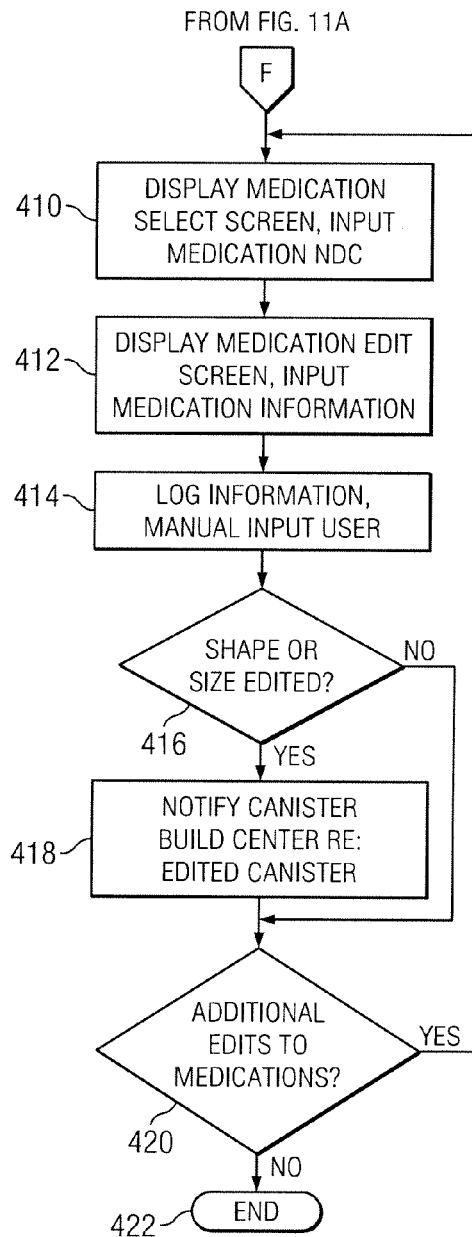 FROM FIG. 11A
F
410
DISPLAY MEDICATION
SELECT SCREEN, INPUT
MEDICATION NDC
412
DISPLAY MEDICATION EDIT
SCREEN, INPUT
MEDICATION INFORMATION
414
LOG INFORMATION,
MANUAL INPUT USER
SHAPE OR
SIZE EDITED?
NO
416
YES
418
NOTIFY CANISTER
BUILD CENTER RE:
EDITED CANISTER
ADDITIONAL
EDITS TO
MEDICATIONS?
YES
420
NO
422
END